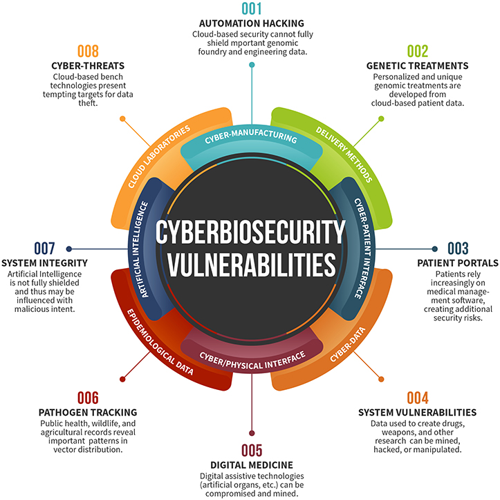 001
AUTOMATION HACKING
Cloud-based security cannot fully
shield mportant genomic
foundry and engineering data.
002
GENETIC TREATMENTS
Personalized and unique
genomic treatments are
developed from
cloud-based patient data.
003
PATIENT PORTALS
Patients rely
increasingly on
medical manage-
ment software,
creating additional
security risks.
004
SYSTEM VULNERABILITIES
Data used to create drugs,
weapons, and other
research can be mined,
hacked, or manipulated.
005
DIGITAL MEDICINE
Digital assistive technologies
(artificial organs, etc.) can be
compromised and mined.
006
PATHOGEN TRACKING
Public health, wildlife, and
agricultural records reveal
important patterns in
vector distribution.
007
SYSTEM INTEGRITY
Artificial Intelligence
is not fully shielded
and thus may be
influenced with
malicious intent.
008
CYBER-THREATS
Cloud-based bench
technologies present
tempting targets for data
theft.
CYBER-MANUFACTURING
DELIVERY METHODS
CYBER-PATIENT INTERFACE
CYBER-DATA
CYBER/PHYSICAL INTERFACE
EPIDEMIOLOGICAL DATA
ARTIFICIAL INTELLIGENCE
CLOUD LABORATORIES
CYBERBIOSECURITY
VULNERABILITIES